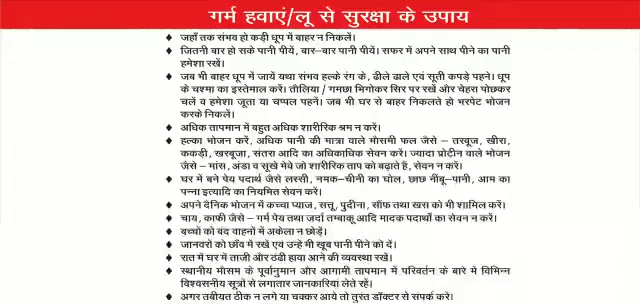 गर्म हवाएं/लू से सुरक्षा के उपाय
♦ जहाँ तक संभव हो कड़ी धूप में बाहर न निकलें।
♦ जितनी बार हो सके पानी पीयें, बार–बार पानी पीयें। सफर में अपने साथ पीने का पानी
हमेशा रखें।
♦ जब भी बाहर धूप में जायें यथा संभव हल्के रंग के, ढीले ढाले एवं सूती कपड़े पहने। धूप
के चश्मा का इस्तेमाल करें। तौलिया / गमछा भिगोकर सिर पर रखें और चेहरा पोछकर
चलें व हमेशा जूता या चप्पल पहनें। जब भी घर से बाहर निकलते हो भरपेट भोजन
करके निकलें।
♦ अधिक तापमान में बहुत अधिक शारीरिक श्रम न करें।
♦ हल्का भोजन करें, अधिक पानी की मात्रा वाले मौसमी फल जैसे – तरबूज, खीरा,
ककड़ी, खरबूजा, संतरा आदि का अधिकाधिक सेवन करें। ज्यादा प्रोटीन वाले भोजन
जैसे – मांस, अंडा व सूखे मेवे जो शारीरिक ताप को बढ़ाते हैं, सेवन न करें।
♦ घर में बने पेय पदार्थ जैसे लस्सी, नमक–चीनी का घोल, छाछ नींबू–पानी, आम का
पन्ना इत्यादि का नियमित सेवन करें।
♦ अपने दैनिक भोजन में कच्चा प्याज, सत्तू, पुदीना, सौंफ तथा खस को भी शामिल करें।
♦ चाय, काफी जैसे – गर्म पेय तथा जर्दा तम्बाकू आदि मादक पदार्थों का सेवन न करें।
♦ बच्चों को बंद वाहनों में अकेला न छोड़ें।
♦ जानवरों को छाँव में रखें एवं उन्हें भी खूब पानी पीने को दें।
♦ रात में घर में ताजी और ठंढी हाया आने की व्यवस्था रखें।
♦ स्थानीय मौसम के पूर्वानुमान और आगामी तापमान में परिवर्तन के बारे में विभिन्न
विश्वसनीय सूत्रों से लगातार जानकारियां लेते रहें।
♦ अगर तबीयत ठीक न लगे या चक्कर आये तो तुरंत डॉक्टर से संपर्क करें।